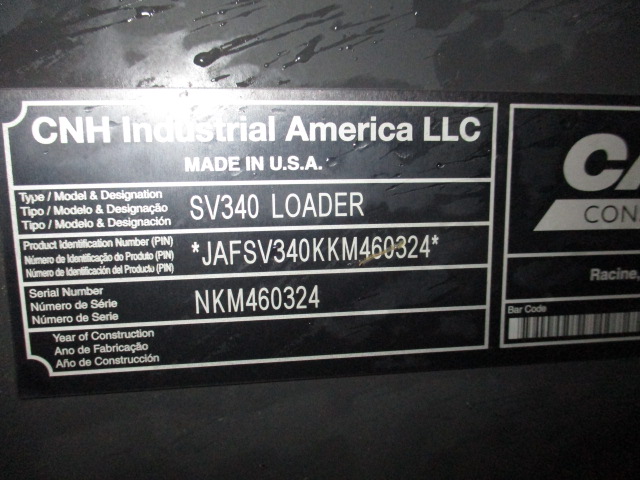 CNH Industrial America LLC
MADE IN U.S.A.
Type / Model & Designation
Tipo / Modelo & Designação
Tipo / Modelo & Designación
SV340 LOADER
Product Identification Number (PIN)
Número de Identificação do Produto (PIN)
Número de Identificación del Producto (PIN)
*JAFSV340KKM460324*
Serial Number
Número de Série
Número de Serie
NKM460324
Year of Construction
Ano de Fabricação
Año de Construcción
CA
CON
Racine,
Bar Code